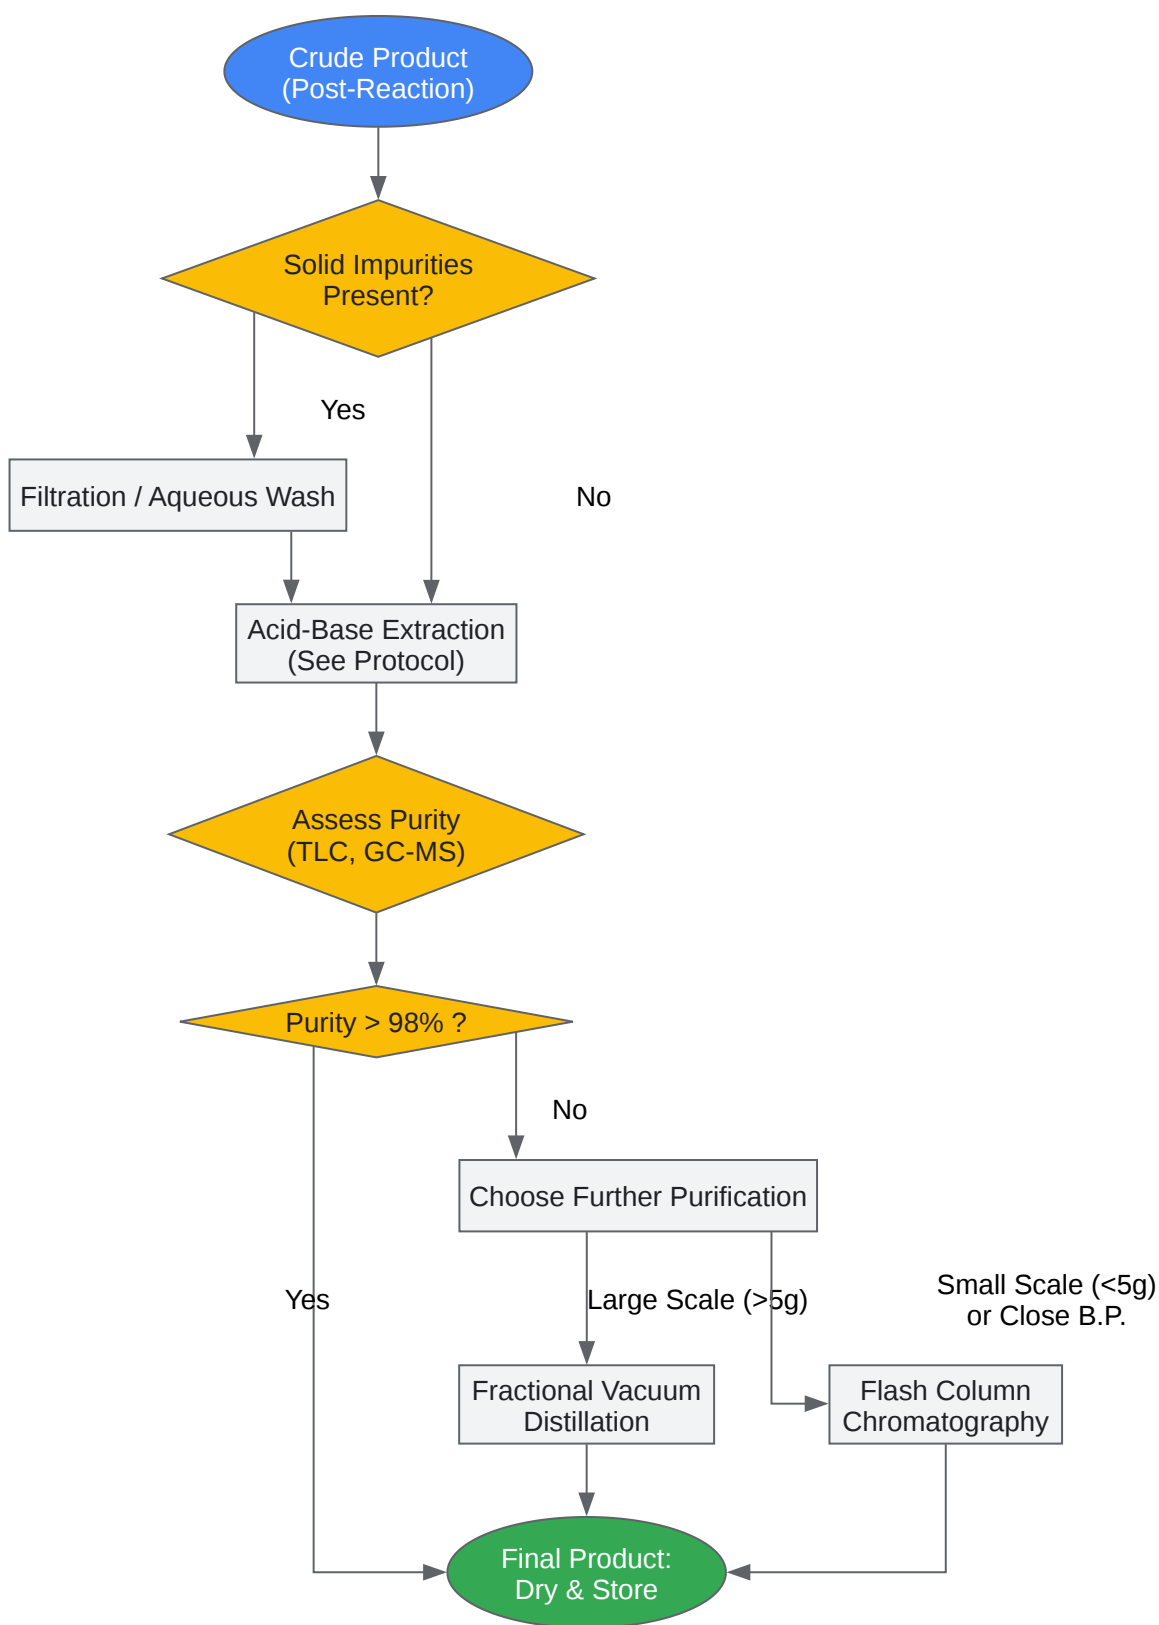 Crude Product
(Post-Reaction)
Solid Impurities
Present?
Yes
Filtration / Aqueous Wash
No
Acid-Base Extraction
(See Protocol)
Assess Purity
(TLC, GC-MS)
Purity > 98% ?
No
Choose Further Purification
Yes
Large Scale (>5g)
Small Scale (<5g)
or Close B.P.
Fractional Vacuum
Distillation
Flash Column
Chromatography
Final Product:
Dry & Store